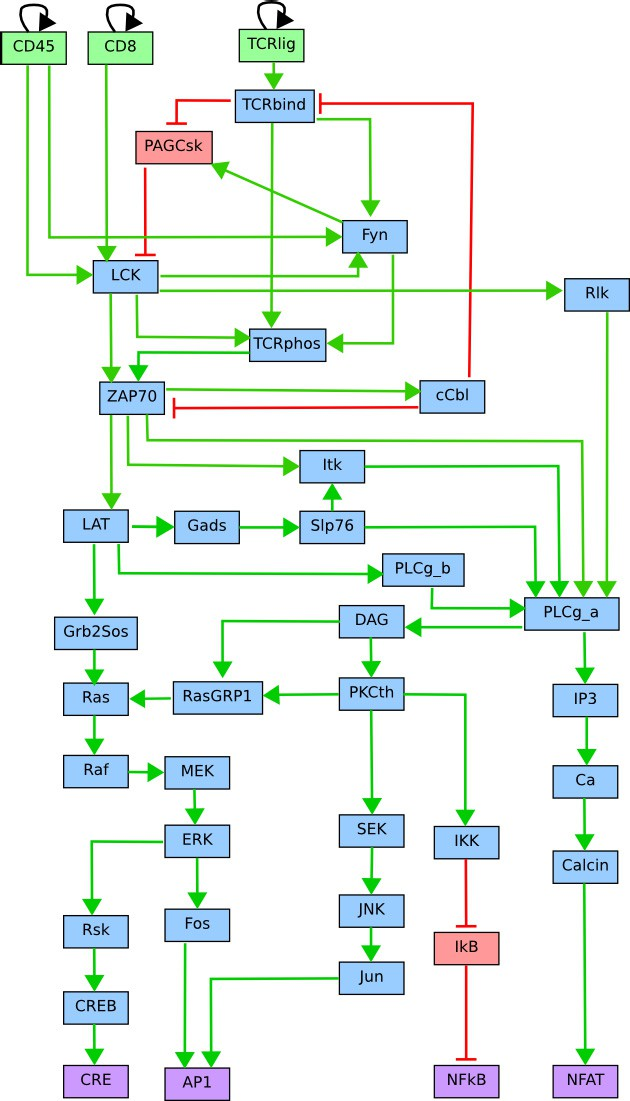 CD45
CD8
TCRlig
TCRbind
PAGCsk
Fyn
LCK
Rlk
TCRphos
ZAP70
cCbl
Itk
LAT
Gads
Slp76
PLCg_b
PLCg_a
DAG
Grb2Sos
Ras
RasGRP1
PKCth
IP3
Raf
MEK
Ca
SEK
ERK
IKK
Calcin
JNK
Fos
Rsk
IkB
Jun
CREB
CRE
AP1
NFkB
NFAT